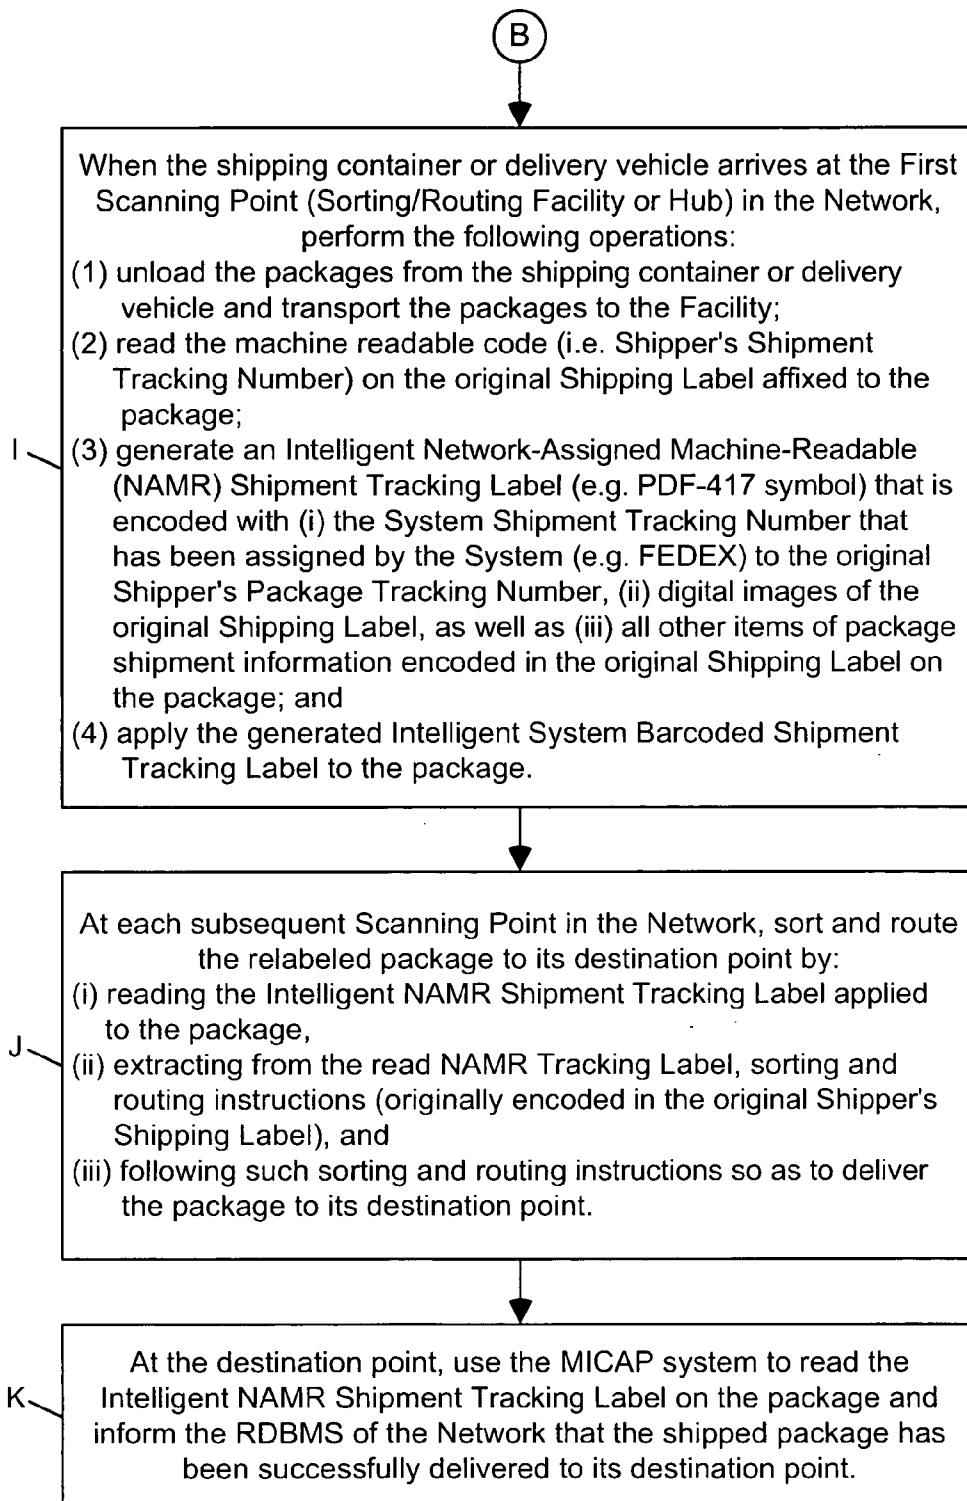 B
When the shipping container or delivery vehicle arrives at the First
Scanning Point (Sorting/Routing Facility or Hub) in the Network,
perform the following operations:
(1) unload the packages from the shipping container or delivery
vehicle and transport the packages to the Facility;
(2) read the machine readable code (i.e. Shipper's Shipment
Tracking Number) on the original Shipping Label affixed to the
package;
I
(3) generate an Intelligent Network-Assigned Machine-Readable
(NAMR) Shipment Tracking Label (e.g. PDF-417 symbol) that is
encoded with (i) the System Shipment Tracking Number that
has been assigned by the System (e.g. FEDEX) to the original
Shipper's Package Tracking Number, (ii) digital images of the
original Shipping Label, as well as (iii) all other items of package
shipment information encoded in the original Shipping Label on
the package; and
(4) apply the generated Intelligent System Barcoded Shipment
Tracking Label to the package.
At each subsequent Scanning Point in the Network, sort and route
the relabeled package to its destination point by:
(i) reading the Intelligent NAMR Shipment Tracking Label applied
to the package,
J
(ii) extracting from the read NAMR Tracking Label, sorting and
routing instructions (originally encoded in the original Shipper's
Shipping Label), and
(iii) following such sorting and routing instructions so as to deliver
the package to its destination point.
At the destination point, use the MICAP system to read the
K
Intelligent NAMR Shipment Tracking Label on the package and
inform the RDBMS of the Network that the shipped package has
been successfully delivered to its destination point.